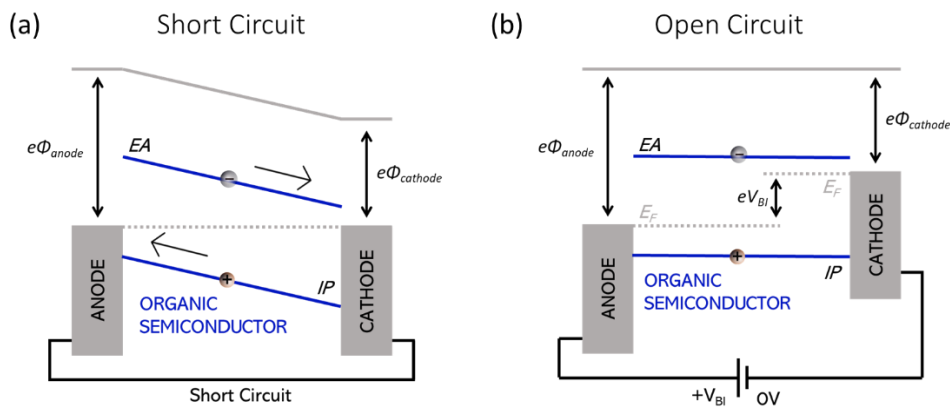 (a) Short Circuit
eΦanode
EA
−
eΦcathode
ANODE
+
IP
ORGANIC
SEMICONDUCTOR
CATHODE
Short Circuit
(b) Open Circuit
eΦanode
EA
−
eΦcathode
eVBI
EF
EF
ANODE
+
IP
ORGANIC
SEMICONDUCTOR
CATHODE
+VBI
0V